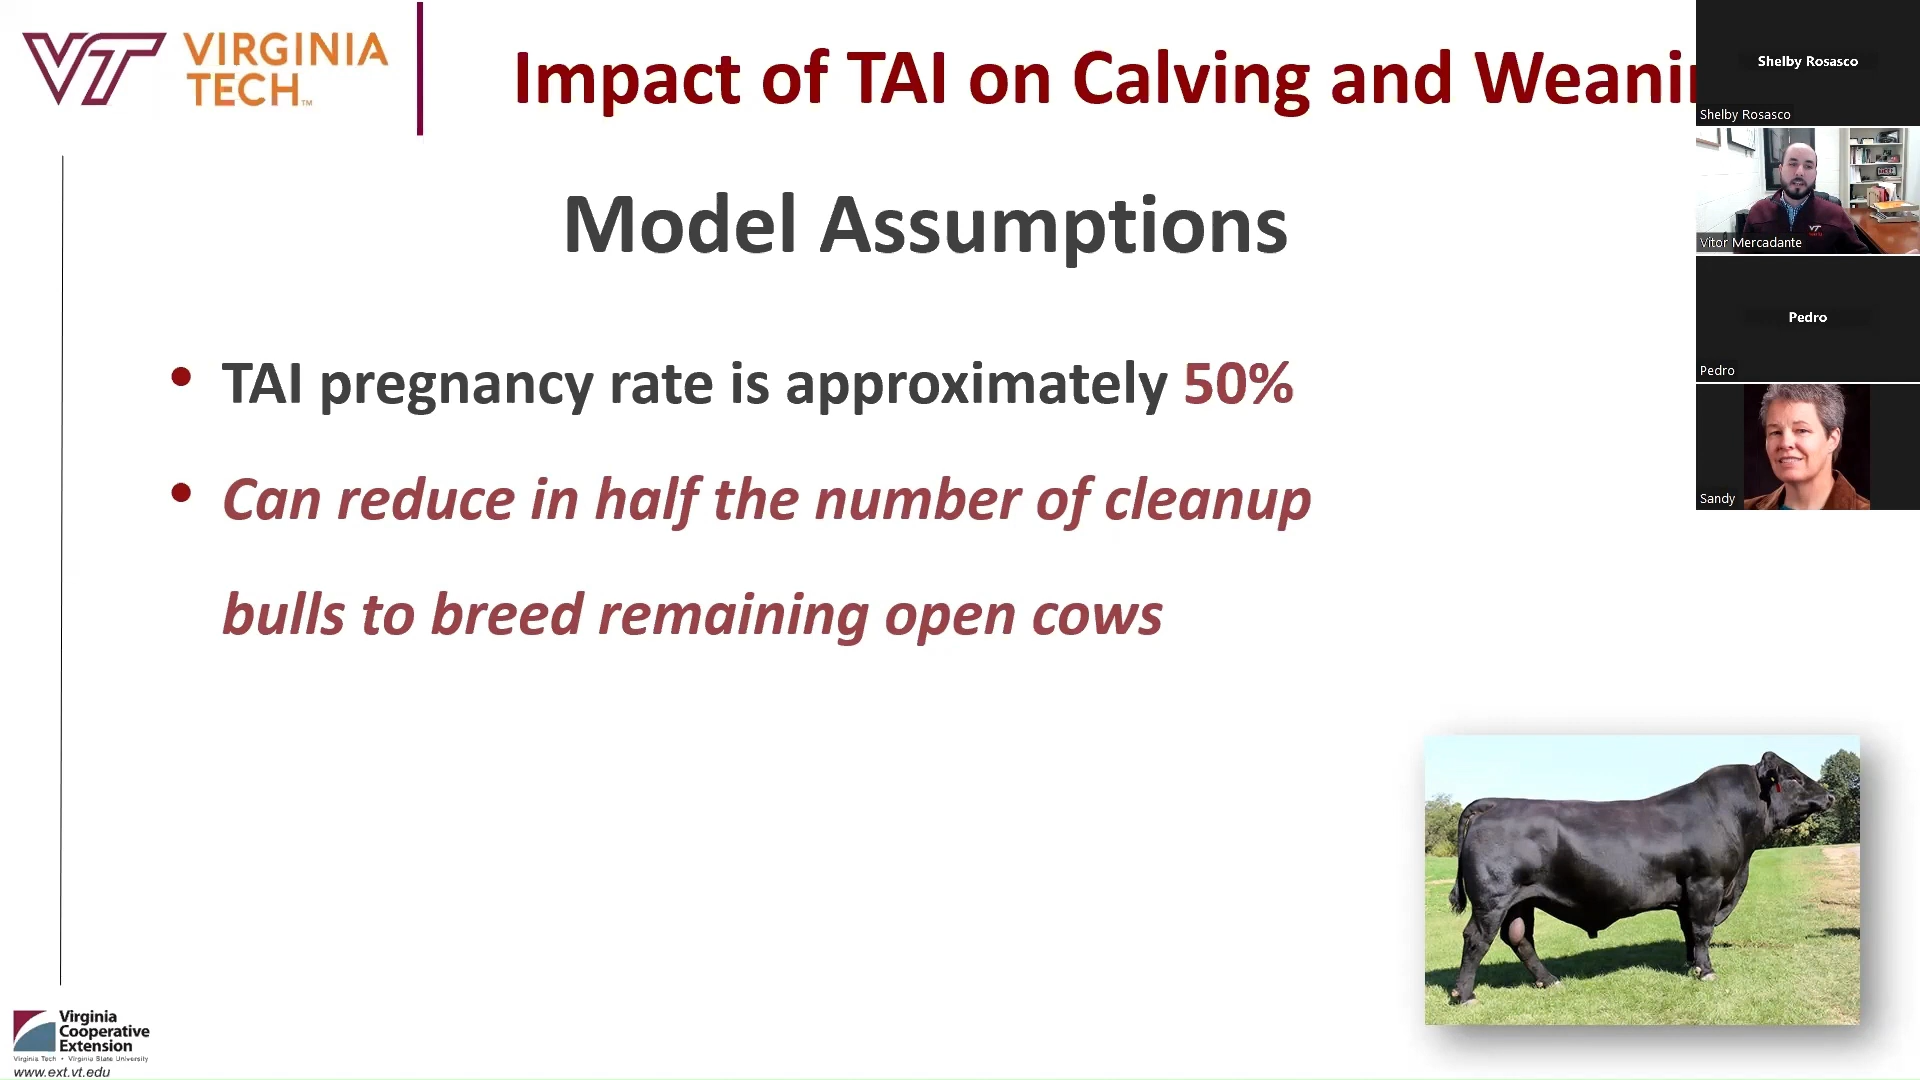 VIRGINIA
TECH™
Impact of TAI on Calving and Weanin
Model Assumptions
• TAI pregnancy rate is approximately 50%
• Can reduce in half the number of cleanup
bulls to breed remaining open cows
Shelby Rosasco
Shelby Rosasco
Vitor Mercadante
Pedro
Pedro
Sandy
Virginia
Cooperative
Extension
Virginia Tech • Virginia State University
www.ext.vt.edu